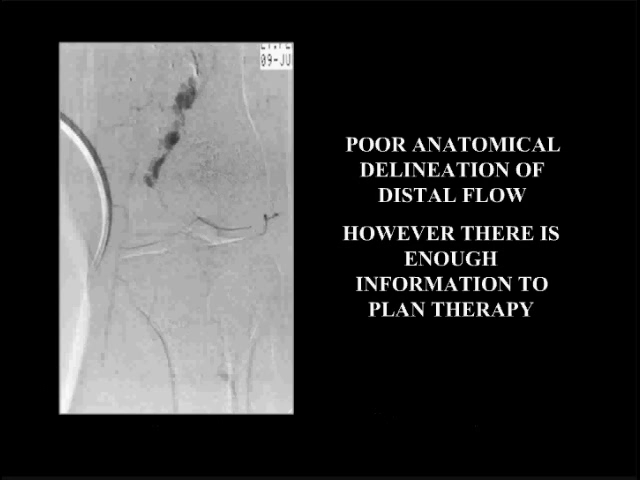 09-JU
POOR ANATOMICAL
DELINEATION OF
DISTAL FLOW
HOWEVER THERE IS
ENOUGH
INFORMATION TO
PLAN THERAPY